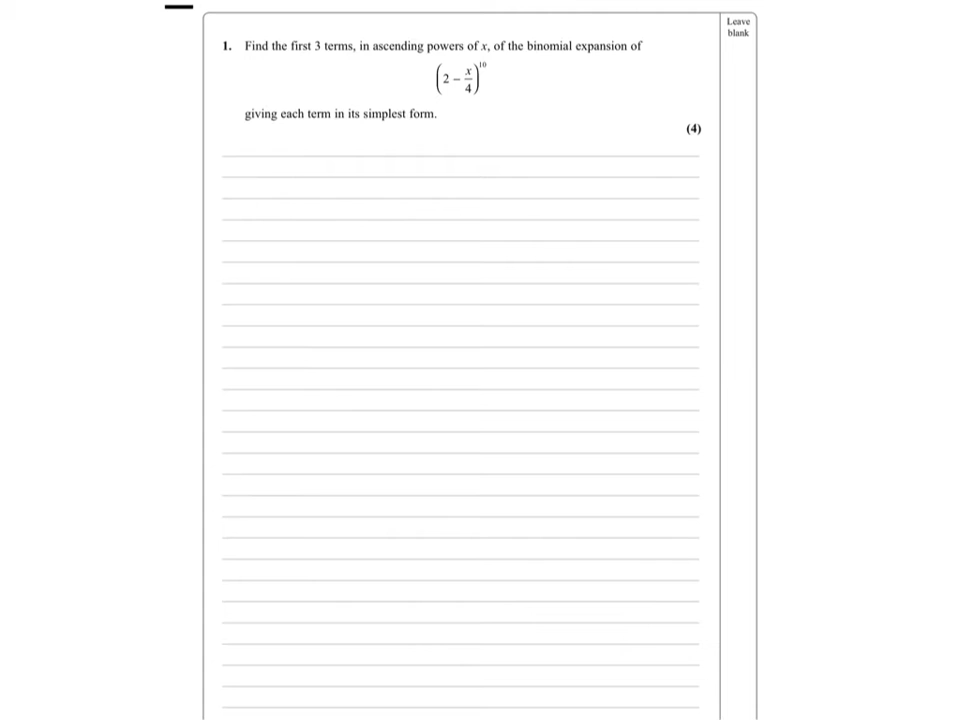 Leave
blank
1. Find the first 3 terms, in ascending powers of x, of the binomial expansion of
(2 – x/4)^10
giving each term in its simplest form.
(4)